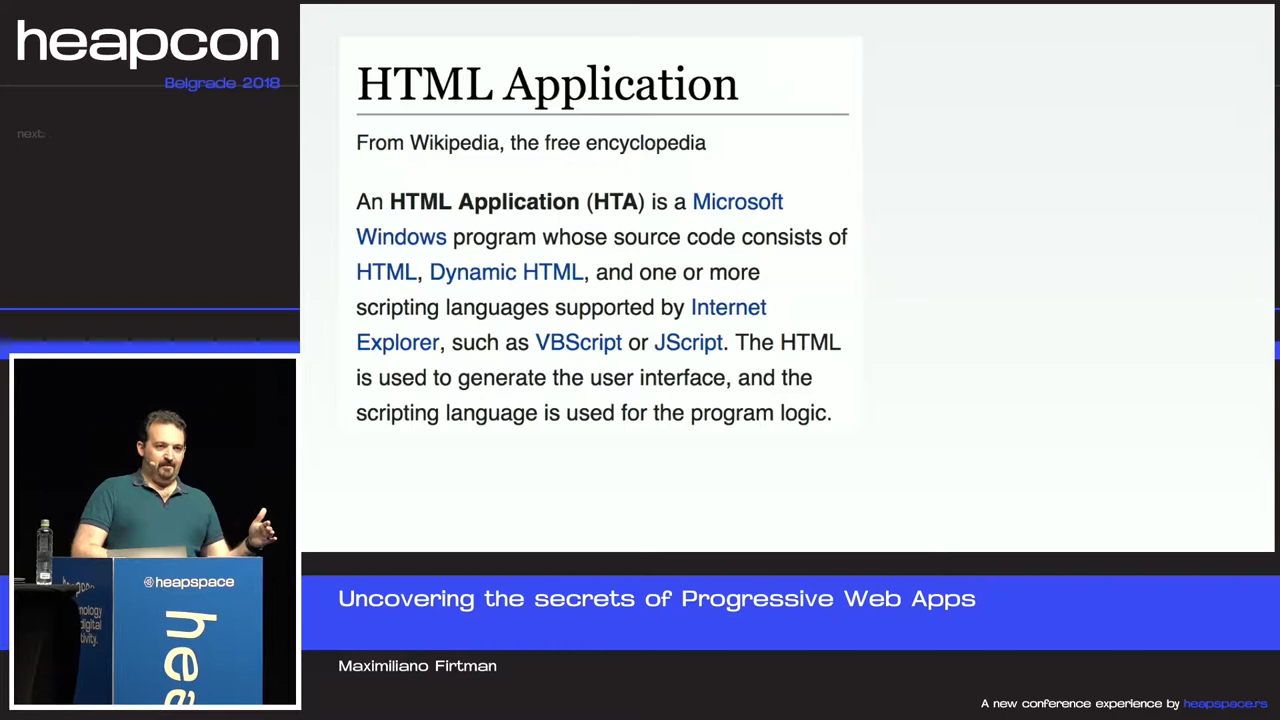 heapcon
Belgrade 2018
next:
HTML Application
From Wikipedia, the free encyclopedia
An HTML Application (HTA) is a Microsoft
Windows program whose source code consists of
HTML, Dynamic HTML, and one or more
scripting languages supported by Internet
Explorer, such as VBScript or JScript. The HTML
is used to generate the user interface, and the
scripting language is used for the program logic.
heapspace
hea
digital
Uncovering the secrets of Progressive Web Apps
Maximiliano Firtman
A new conference experience by heapspace.rs